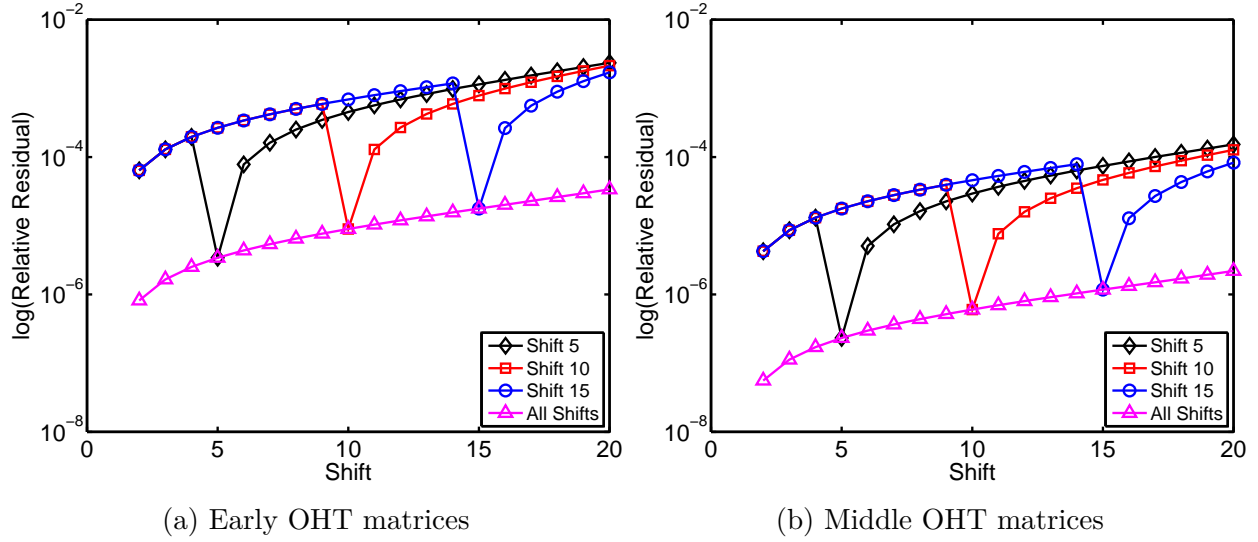 10^-2
10^-4
10^-6
10^-8
log(Relative Residual)
0 5 10 15 20
Shift
Shift 5
Shift 10
Shift 15
All Shifts
(a) Early OHT matrices
10^-2
10^-4
10^-6
10^-8
log(Relative Residual)
0 5 10 15 20
Shift
Shift 5
Shift 10
Shift 15
All Shifts
(b) Middle OHT matrices